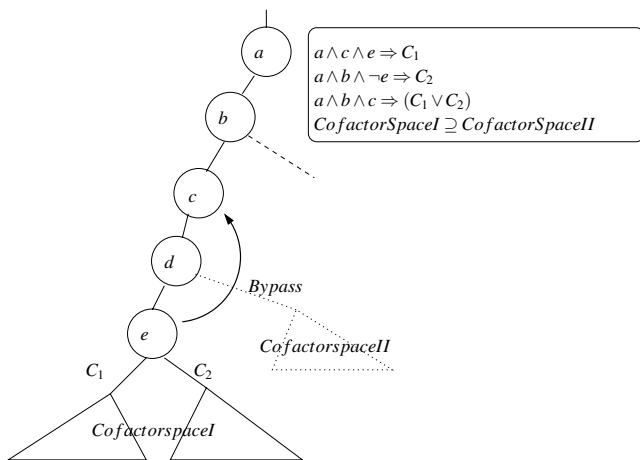 a
a ∧ c ∧ e ⇒ C₁
a ∧ b ∧ ¬e ⇒ C₂
a ∧ b ∧ c ⇒ (C₁ ∨ C₂)
CofactorSpaceI ⊇ CofactorSpaceII
b
c
d
Bypass
e
CofactorspaceII
C₁
C₂
CofactorspaceI